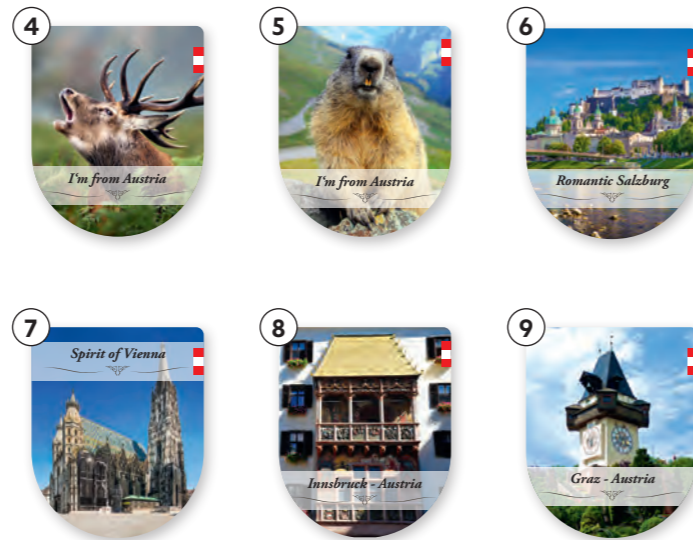 4
5
6
I'm from Austria
I'm from Austria
Romantic Salzburg
7
8
9
Spirit of Vienna
Innsbruck - Austria
Graz - Austria